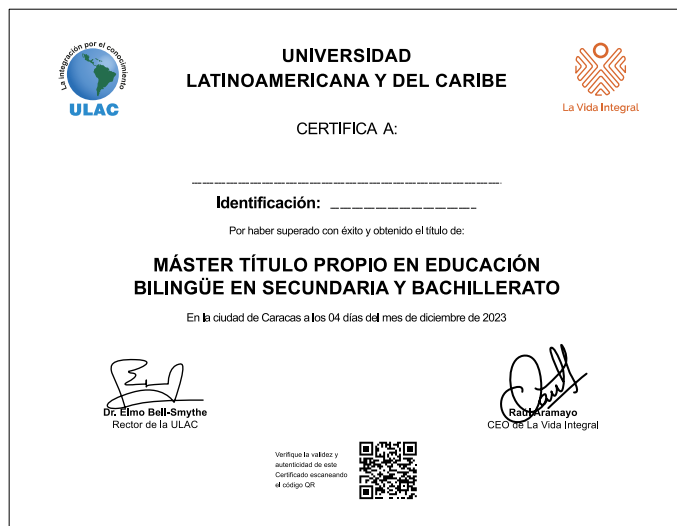 La integración por el conocimiento
ULAC
UNIVERSIDAD
LATINOAMERICANA Y DEL CARIBE
La Vida Integral
CERTIFICA A:
Identificación:
Por haber superado con éxito y obtenido el título de:
MÁSTER TÍTULO PROPIO EN EDUCACIÓN
BILINGÜE EN SECUNDARIA Y BACHILLERATO
En la ciudad de Caracas a los 04 días del mes de diciembre de 2023
Dr. Elmo Bell-Smythe
Rector de la ULAC
Raúl Aramayo
CEO de La Vida Integral
Verifique la validez y
autenticidad de este
Certificado escaneando
el código QR